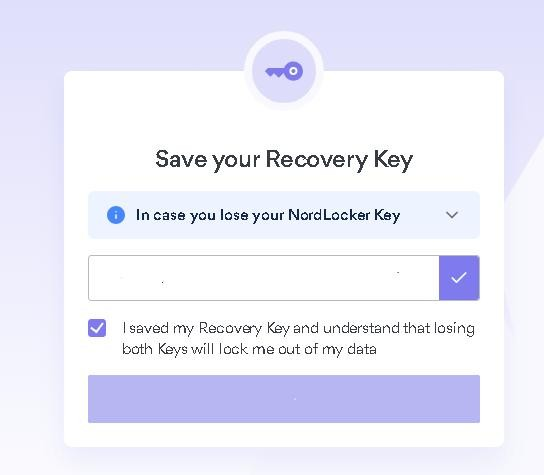 Save your Recovery Key
In case you lose your NordLocker Key
I saved my Recovery Key and understand that losing
both Keys will lock me out of my data